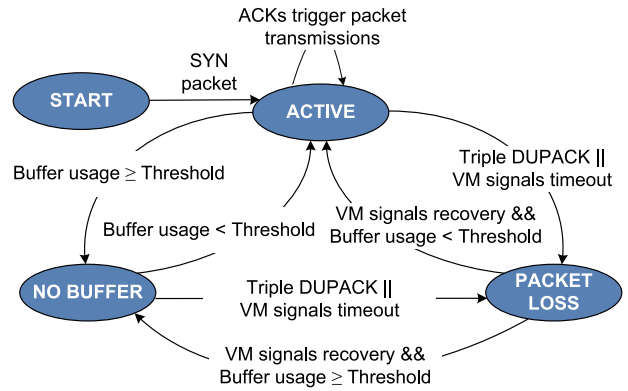 ACKs trigger packet
transmissions
SYN
packet
START
ACTIVE
Buffer usage ≥ Threshold
Triple DUPACK ||
VM signals timeout
Buffer usage < Threshold
VM signals recovery &&
Buffer usage < Threshold
NO BUFFER
Triple DUPACK ||
VM signals timeout
PACKET
LOSS
VM signals recovery &&
Buffer usage ≥ Threshold